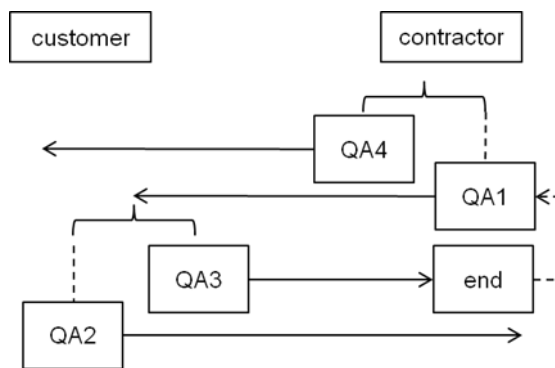 customer
contractor
QA4
QA1
QA3
end
QA2